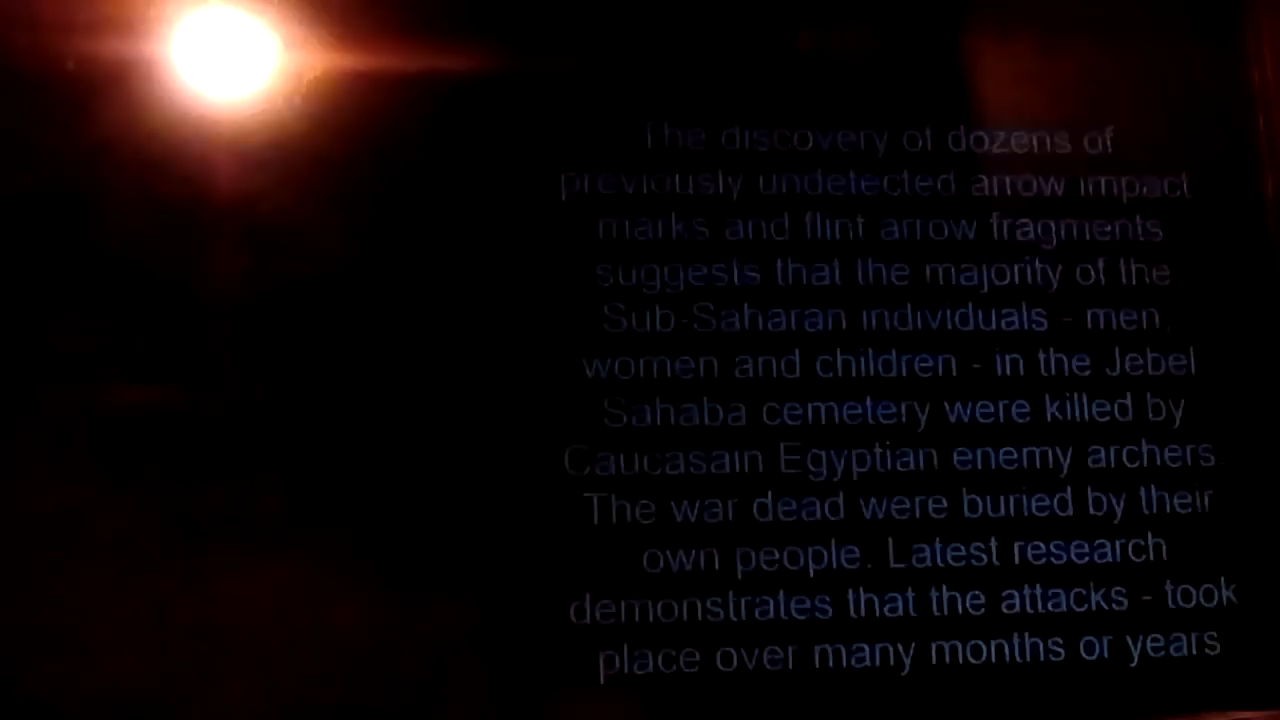 The discovery of dozens of
previously undetected arrow impact
marks and flint arrow fragments
suggests that the majority of the
Sub-Saharan individuals - men,
women and children - in the Jebel
Sahaba cemetery were killed by
Caucasain Egyptian enemy archers.
The war dead were buried by their
own people. Latest research
demonstrates that the attacks - took
place over many months or years